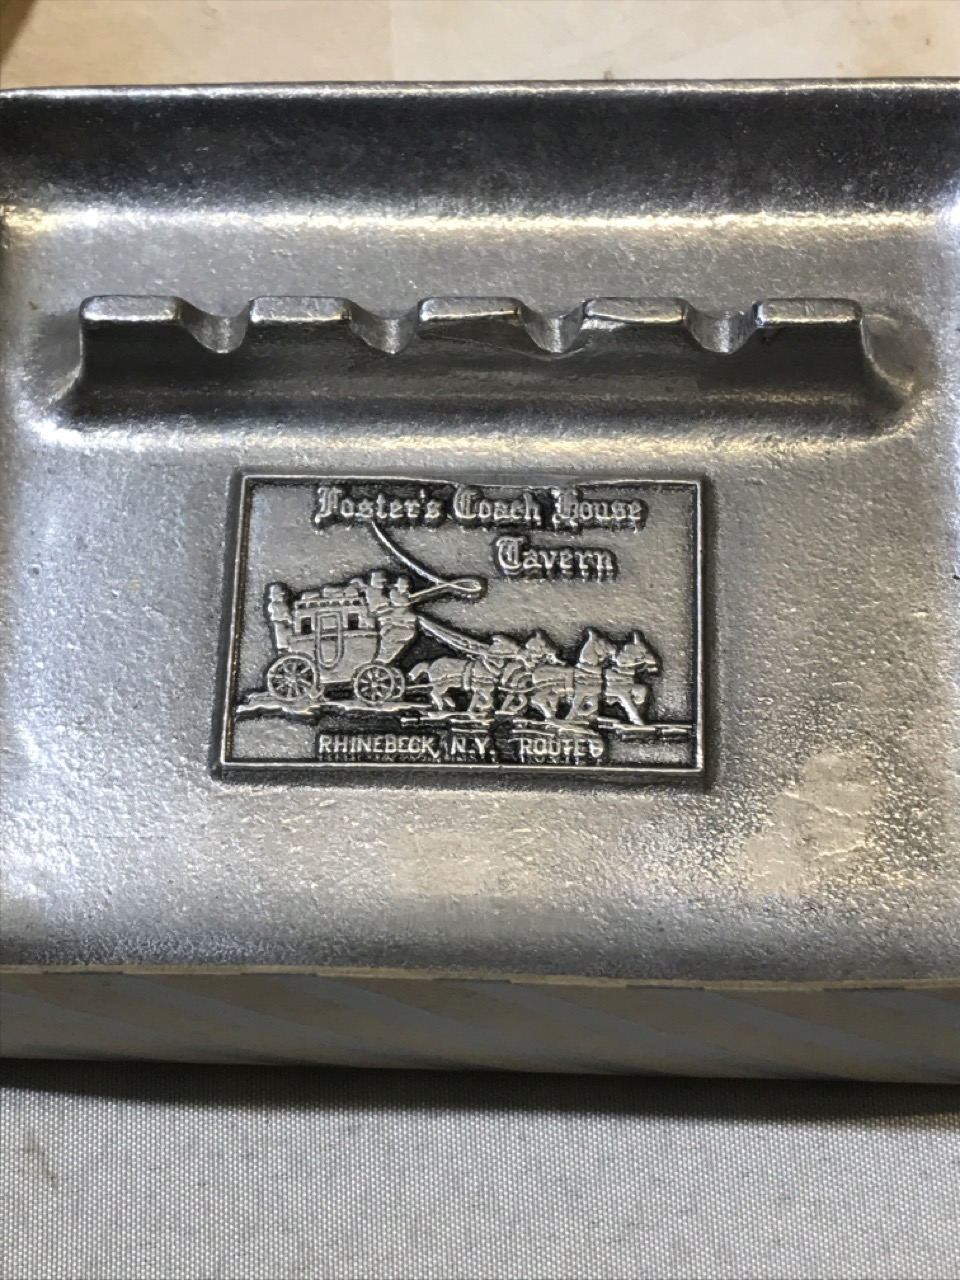 Foster's Coach House
Tavern
RHINEBECK, N.Y. ROUTE 9